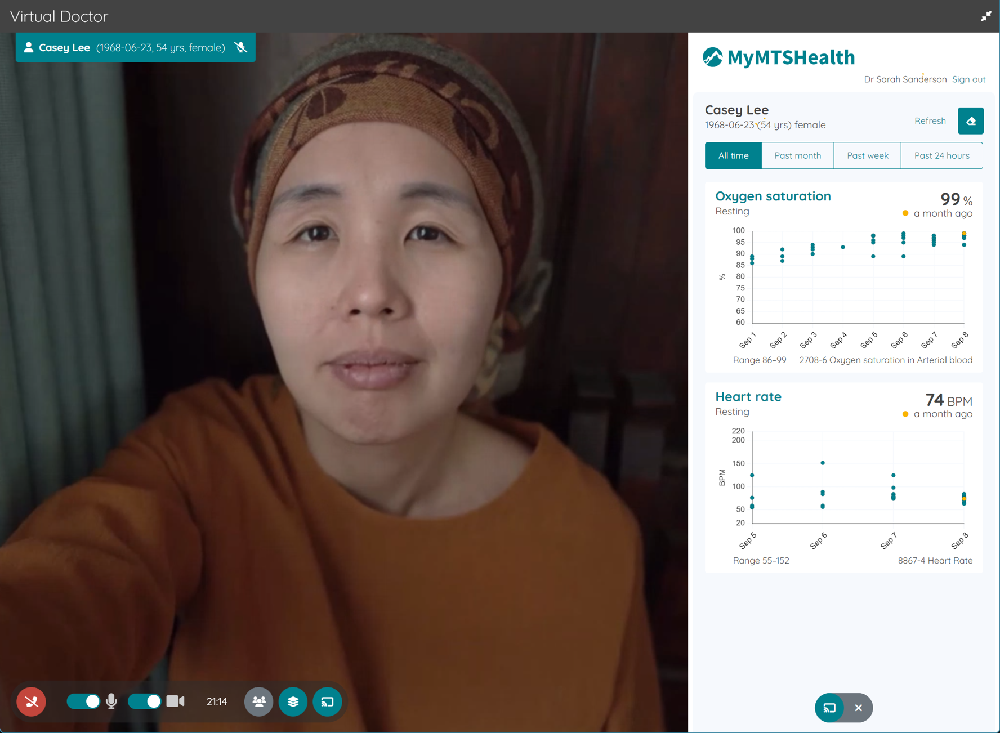 Virtual Doctor
Casey Lee (1968-06-23, 54 yrs, female)
21:14
MyMTSHealth
Dr Sarah Sanderson Sign out
Casey Lee
1968-06-23 (54 yrs) female
Refresh
All time Past month Past week Past 24 hours
Oxygen saturation
99 %
Resting
a month ago
100
95
90
85
80
75
70
65
60
%
Sep 1 Sep 2 Sep 3 Sep 4 Sep 5 Sep 6 Sep 7 Sep 8
Range 86–99 2708-6 Oxygen saturation in Arterial blood
Heart rate
74 BPM
Resting
a month ago
220
200
150
100
50
20
BPM
Sep 5 Sep 6 Sep 7 Sep 8
Range 55–152 8867-4 Heart Rate